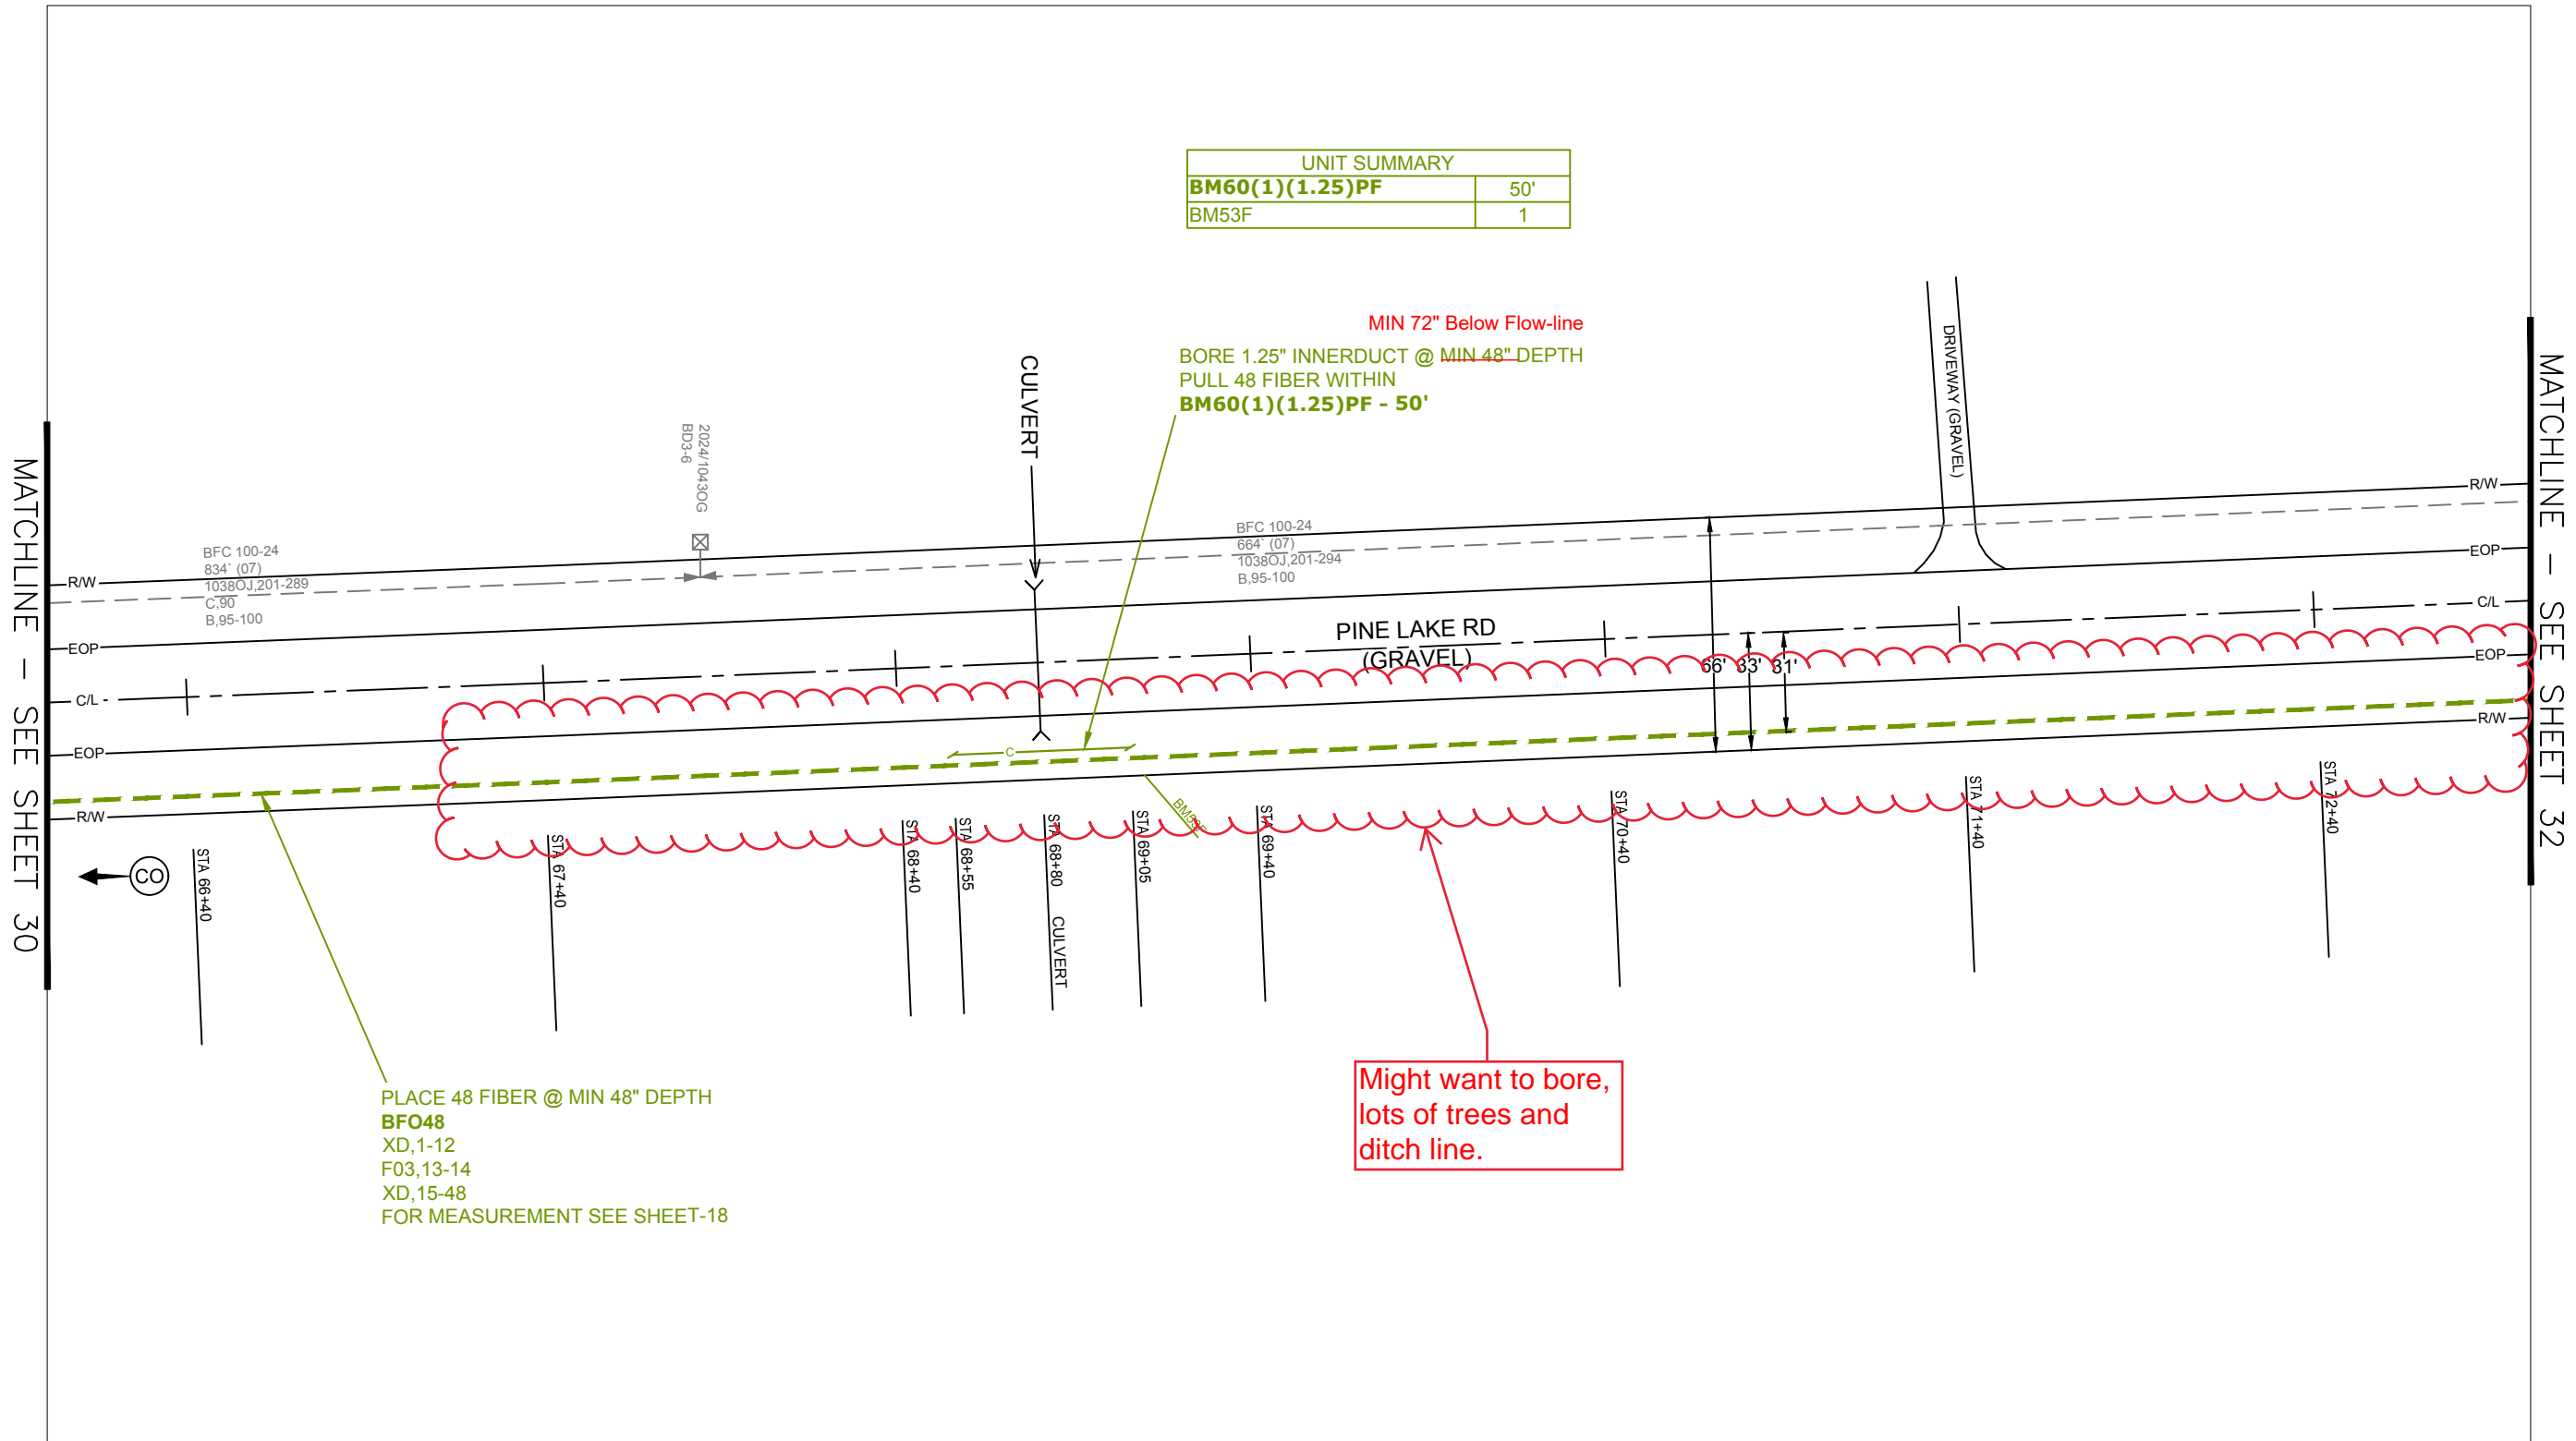 UNIT SUMMARY
BM60(1)(1.25)PF 50'
BM53F 1
MIN 72" Below Flow-line
BORE 1.25" INNERDUCT @ MIN 48" DEPTH
PULL 48 FIBER WITHIN
BM60(1)(1.25)PF - 50'
CULVERT
DRIVEWAY (GRAVEL)
2024/1043OG
BD3-6
MATCHLINE - SEE SHEET 30
MATCHLINE - SEE SHEET 32
BFC 100-24
834' (07)
1038OJ,201-289
C,90
B,95-100
BFC 100-24
664' (07)
1038OJ,201-294
B,95-100
R/W
EOP
C/L
EOP
R/W
R/W
EOP
C/L
EOP
R/W
PINE LAKE RD
(GRAVEL)
66' 33' 31'
C
BM53F
CO
STA 66+40
STA 67+40
STA 68+40
STA 68+55
STA 68+80 CULVERT
STA 69+05
STA 69+40
STA 70+40
STA 71+40
STA 72+40
PLACE 48 FIBER @ MIN 48" DEPTH
BFO48
XD,1-12
F03,13-14
XD,15-48
FOR MEASUREMENT SEE SHEET-18
Might want to bore,
lots of trees and
ditch line.